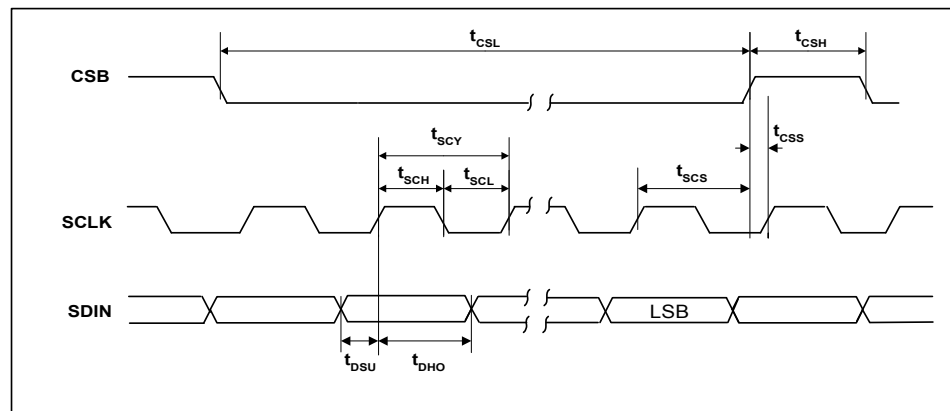 tCSL
tCSH
CSB
tCSS
tSCY
tSCH
tSCL
tSCS
SCLK
SDIN
LSB
tDSU
tDHO